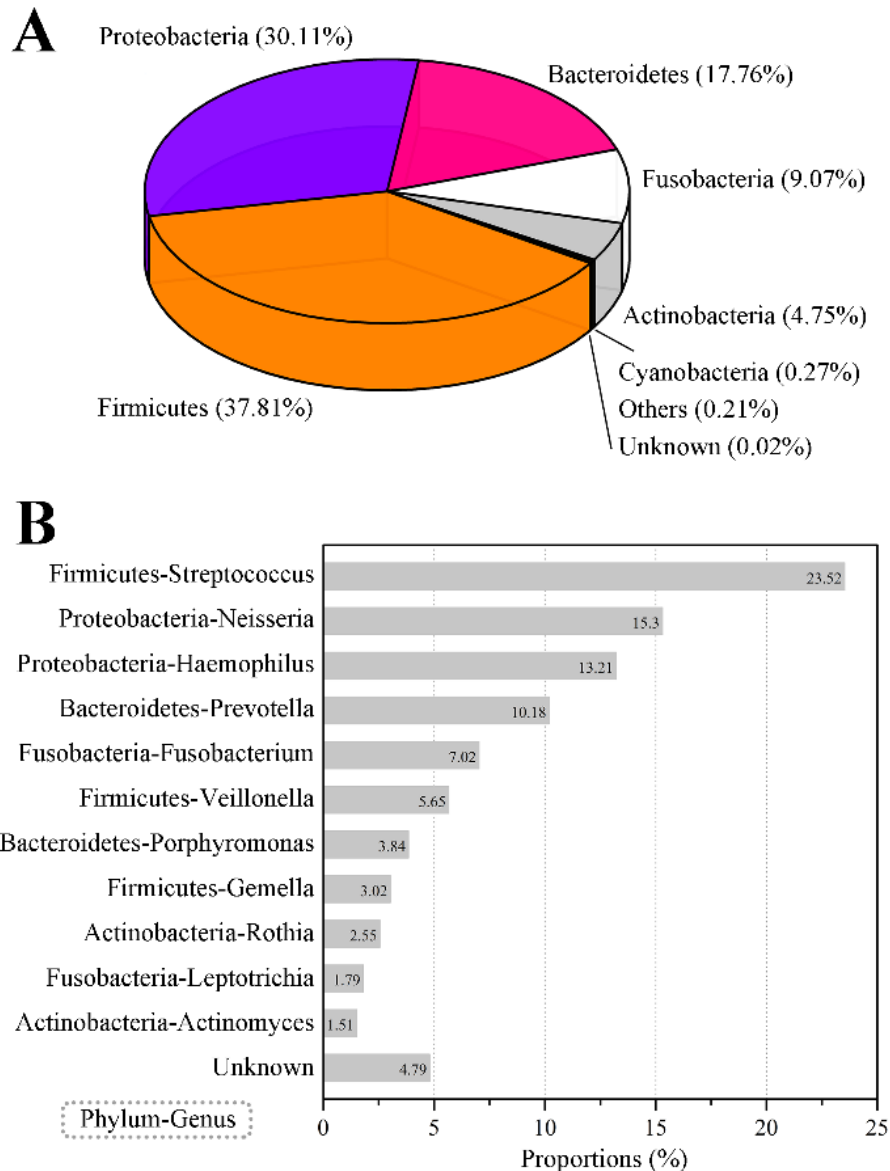 A
Proteobacteria (30.11%)
Bacteroidetes (17.76%)
Fusobacteria (9.07%)
Actinobacteria (4.75%)
Cyanobacteria (0.27%)
Firmicutes (37.81%)
Others (0.21%)
Unknown (0.02%)
B
Firmicutes-Streptococcus 23.52
Proteobacteria-Neisseria 15.3
Proteobacteria-Haemophilus 13.21
Bacteroidetes-Prevotella 10.18
Fusobacteria-Fusobacterium 7.02
Firmicutes-Veillonella 5.65
Bacteroidetes-Porphyromonas 3.84
Firmicutes-Gemella 3.02
Actinobacteria-Rothia 2.55
Fusobacteria-Leptotrichia 1.79
Actinobacteria-Actinomyces 1.51
Unknown 4.79
Phylum-Genus
0 5 10 15 20 25
Proportions (%)